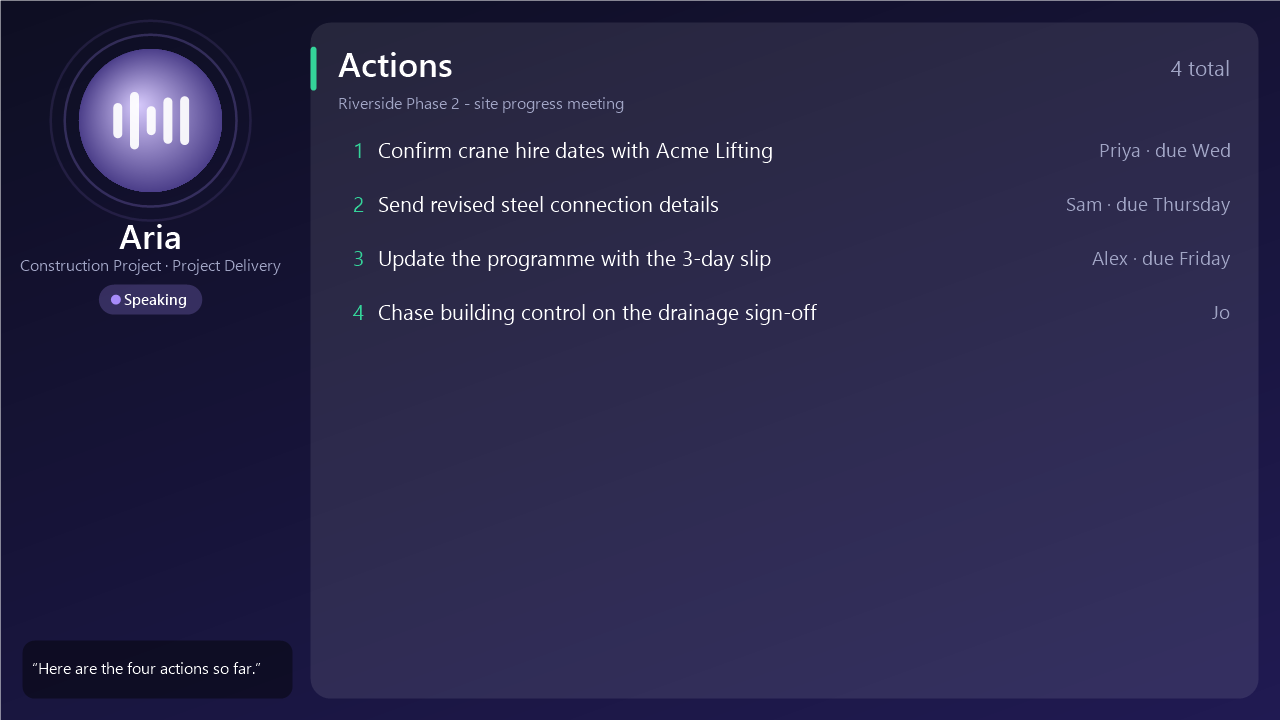 Aria
Construction Project · Project Delivery
Speaking
“Here are the four actions so far.”
Actions
4 total
Riverside Phase 2 - site progress meeting
1 Confirm crane hire dates with Acme Lifting Priya · due Wed
2 Send revised steel connection details Sam · due Thursday
3 Update the programme with the 3-day slip Alex · due Friday
4 Chase building control on the drainage sign-off Jo